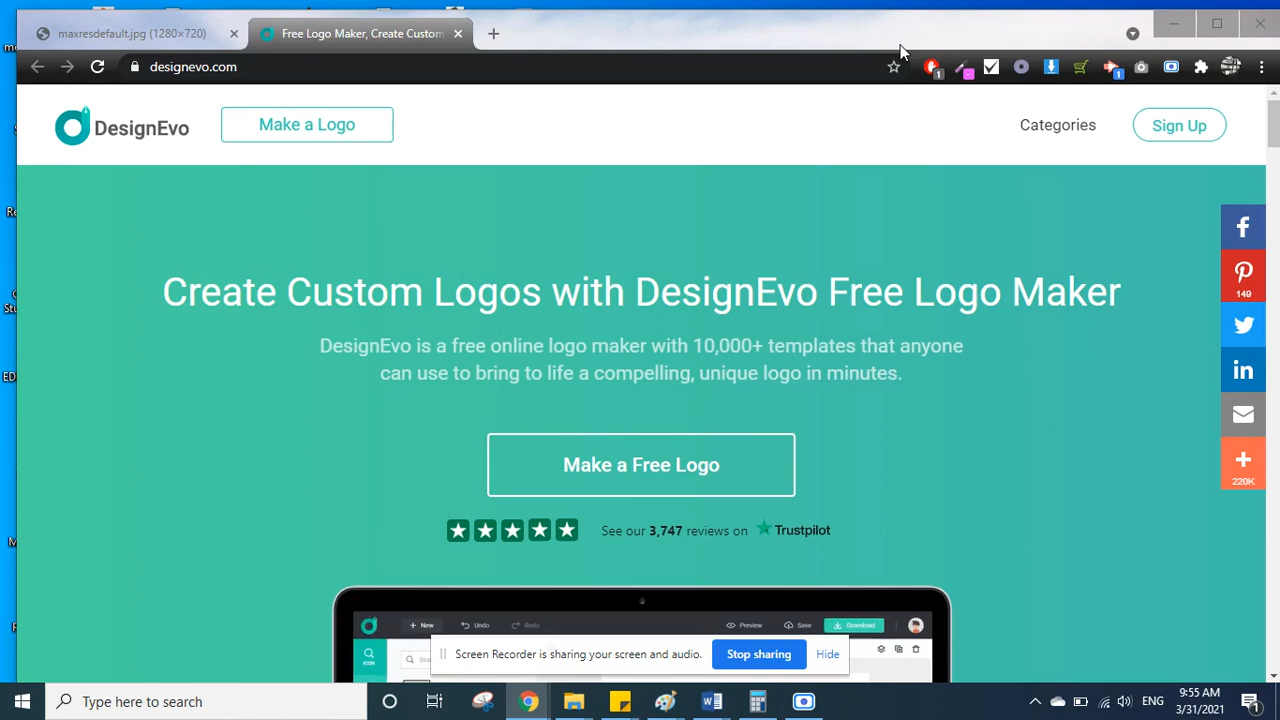 maxresdefault.jpg (1280×720)
Free Logo Maker, Create Custom
designevo.com
1
1
DesignEvo
Make a Logo
Categories
Sign Up
Create Custom Logos with DesignEvo Free Logo Maker
DesignEvo is a free online logo maker with 10,000+ templates that anyone
can use to bring to life a compelling, unique logo in minutes.
149
220K
Make a Free Logo
See our 3,747 reviews on Trustpilot
New
Undo
Redo
Preview
Save
Download
ICON
Screen Recorder is sharing your screen and audio.
Stop sharing
Hide
Type here to search
ENG
9:55 AM
3/31/2021
1